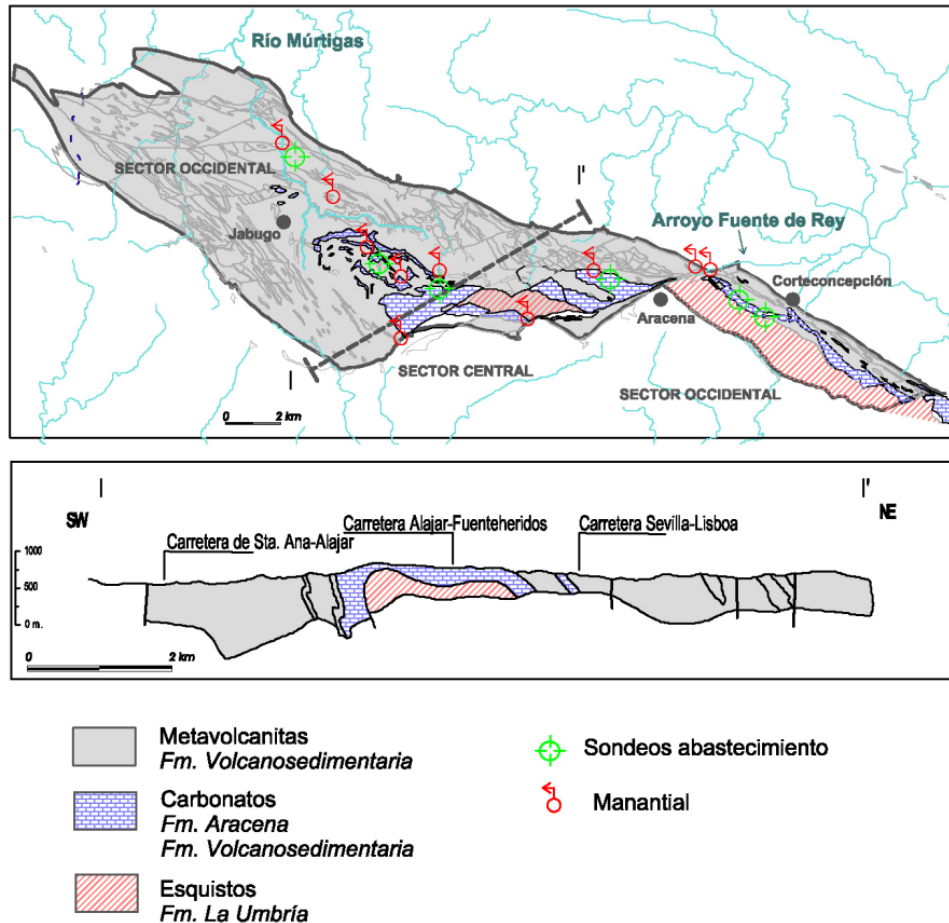 Río Múrtigas
SECTOR OCCIDENTAL
I'
Arroyo Fuente de Rey
Jabugo
Corteconcepción
Aracena
I
SECTOR CENTRAL
SECTOR OCCIDENTAL
0 2 km
I I'
SW NE
Carretera Alajar-Fuenteheridos Carretera Sevilla-Lisboa
Carretera de Sta. Ana-Alajar
1000
500
0 m.
0 2 km
Metavolcanitas
Fm. Volcanosedimentaria
Sondeos abastecimiento
Carbonatos
Fm. Aracena
Fm. Volcanosedimentaria
Manantial
Esquistos
Fm. La Umbría